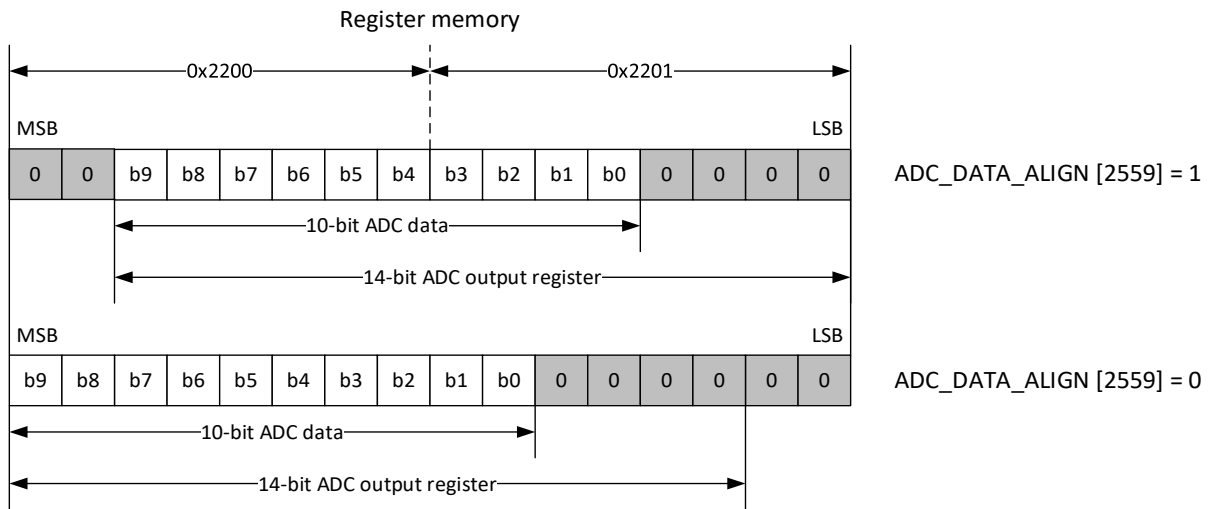 Register memory
0x2200 0x2201
MSB LSB
0 0 b9 b8 b7 b6 b5 b4 b3 b2 b1 b0 0 0 0 0 ADC_DATA_ALIGN [2559] = 1
10-bit ADC data
14-bit ADC output register
MSB LSB
b9 b8 b7 b6 b5 b4 b3 b2 b1 b0 0 0 0 0 0 0 ADC_DATA_ALIGN [2559] = 0
10-bit ADC data
14-bit ADC output register